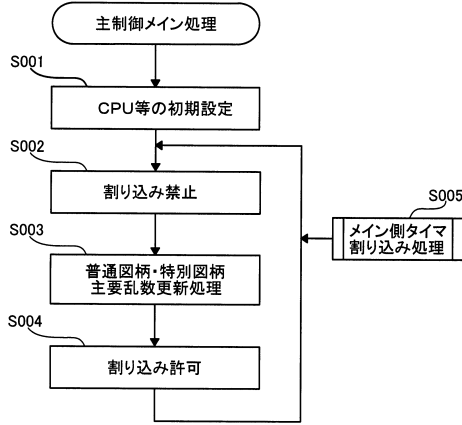 主制御メイン処理
S001
CPU等の初期設定
S002
割り込み禁止
S005
メイン側タイマ
割り込み処理
S003
普通図柄・特別図柄
主要乱数更新処理
S004
割り込み許可